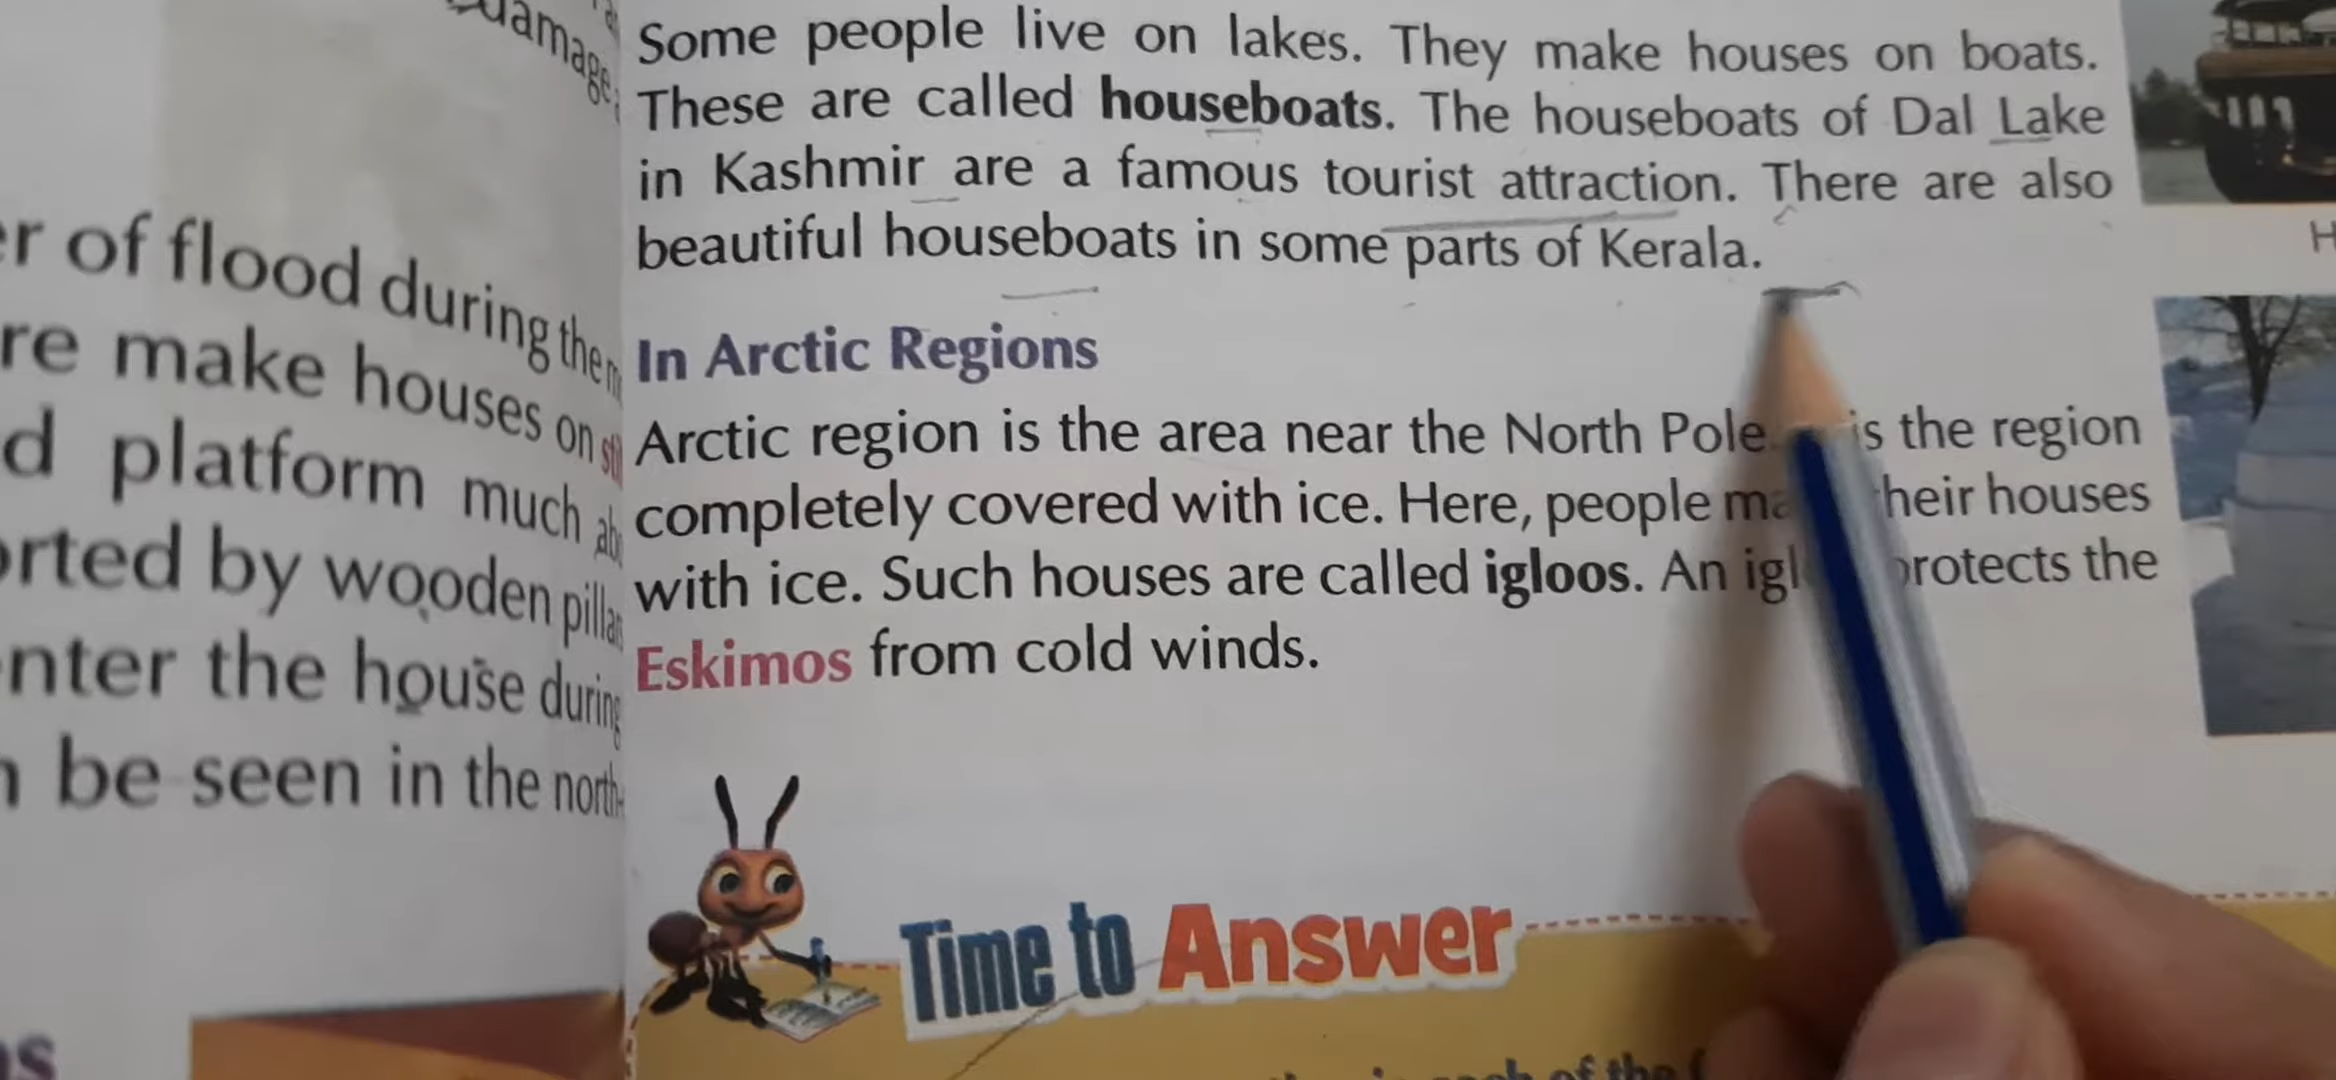 damage
er of flood during the
re make houses on
d platform much
orted by wooden
nter the house during
n be seen in the north-
Some people live on lakes. They make houses on boats.
These are called houseboats. The houseboats of Dal Lake
in Kashmir are a famous tourist attraction. There are also
beautiful houseboats in some parts of Kerala.
In Arctic Regions
Arctic region is the area near the North Pole. is the region
completely covered with ice. Here, people ma heir houses
with ice. Such houses are called igloos. An igl rotects the
Eskimos from cold winds.
Time to Answer
H